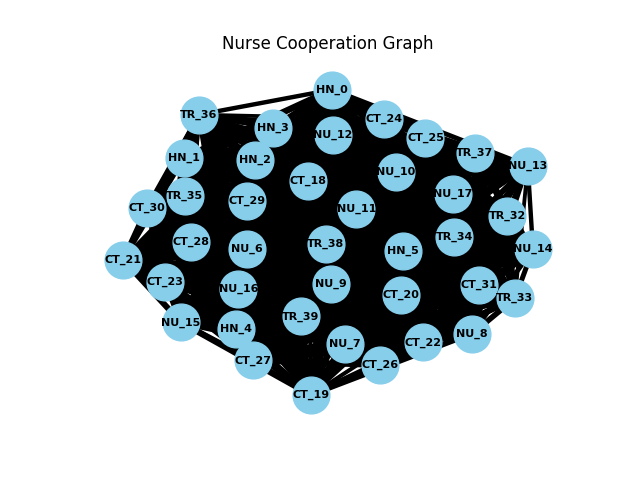 Nurse Cooperation Graph
HN_0
TR_36
CT_24
HN_3
NU_12
CT_25
TR_37
HN_1
HN_2
NU_13
NU_10
CT_18
TR_35
NU_17
CT_29
CT_30
NU_11
TR_32
TR_34
CT_28
TR_38
NU_6
HN_5
NU_14
CT_21
CT_23
NU_9
CT_31
NU_16
CT_20
TR_33
TR_39
NU_15
HN_4
NU_8
CT_22
NU_7
CT_27
CT_26
CT_19